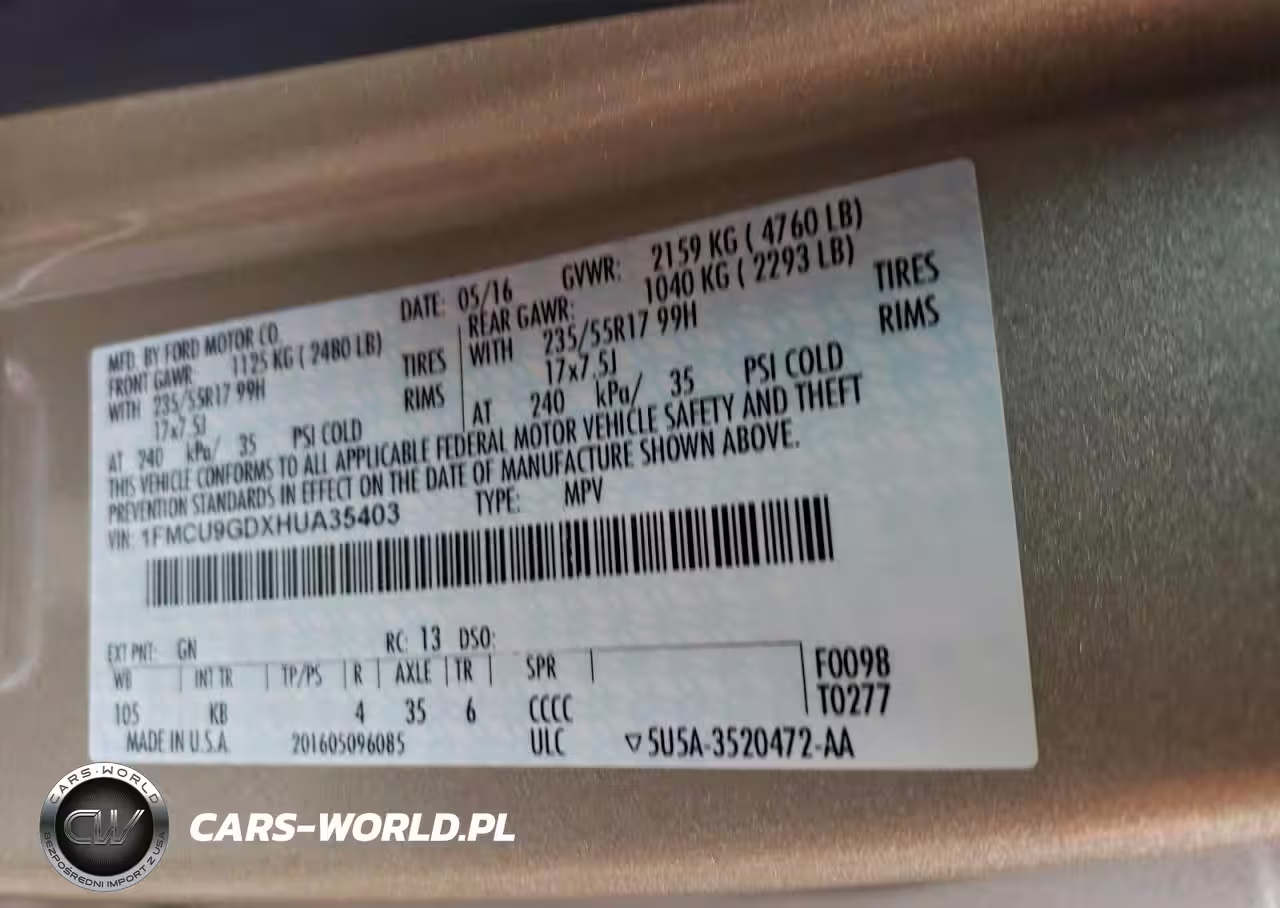 MFD. BY FORD MOTOR CO. DATE: 05/16 GVWR: 2159 KG ( 4760 LB)
FRONT GAWR: 1125 KG ( 2480 LB) REAR GAWR: 1040 KG ( 2293 LB)
WITH 235/55R17 99H TIRES WITH 235/55R17 99H TIRES
17x7.5J RIMS 17x7.5J RIMS
AT 240 kPa/ 35 PSI COLD AT 240 kPa/ 35 PSI COLD
THIS VEHICLE CONFORMS TO ALL APPLICABLE FEDERAL MOTOR VEHICLE SAFETY AND THEFT
PREVENTION STANDARDS IN EFFECT ON THE DATE OF MANUFACTURE SHOWN ABOVE.
VIN: 1FMCU9GDXHUA35403 TYPE: MPV
EXT PNT: GN RC: 13 DSO:
WB | INT TR | TP/PS | R | AXLE | TR | SPR | F0098
105 KB 4 35 6 CCCC T0277
MADE IN U.S.A. 201605096085 ULC ▽5U5A-3520472-AA
CARS-WORLD
CW
BEZPOŚREDNI IMPORT Z USA
CARS-WORLD.PL